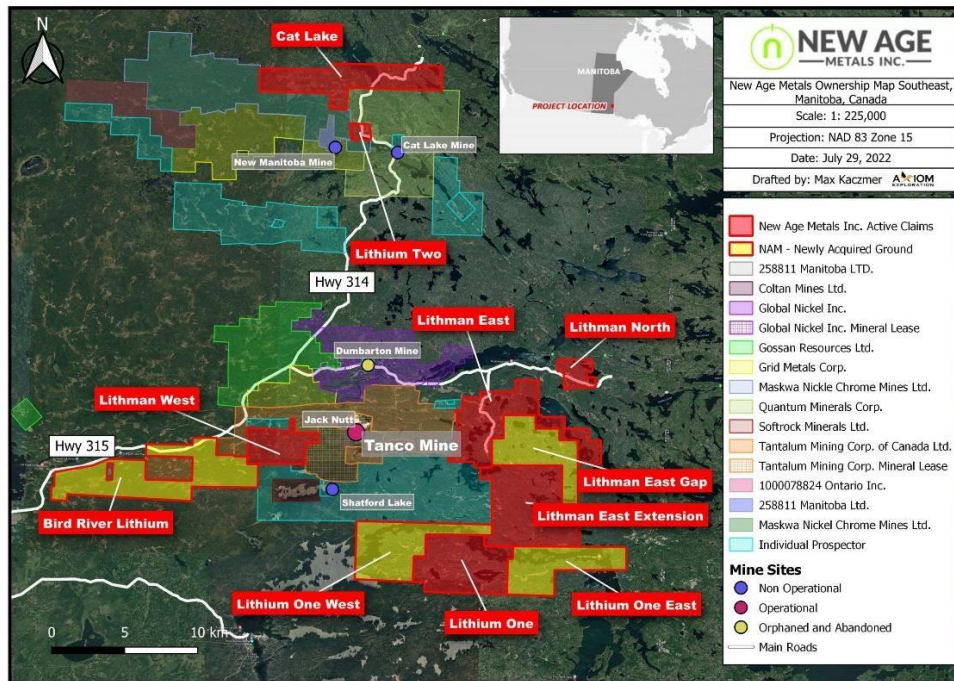 N
Cat Lake
New Manitoba Mine
Cat Lake Mine
Lithium Two
Hwy 314
Lithman East
Lithman North
Dumbarton Mine
Lithman West
Jack Nutts
Tanco Mine
Hwy 315
Lithman East Gap
Shatford Lake
Bird River Lithium
Lithman East Extension
Lithium One West
Lithium One
Lithium One East
0 5 10 km
MANITOBA
PROJECT LOCATION
NEW AGE
METALS INC.
New Age Metals Ownership Map Southeast,
Manitoba, Canada
Scale: 1: 225,000
Projection: NAD 83 Zone 15
Date: July 29, 2022
Drafted by: Max Kaczmer AXIOM
EXPLORATION
New Age Metals Inc. Active Claims
NAM - Newly Acquired Ground
258811 Manitoba LTD.
Coltan Mines Ltd.
Global Nickel Inc.
Global Nickel Inc. Mineral Lease
Gossan Resources Ltd.
Grid Metals Corp.
Maskwa Nickle Chrome Mines Ltd.
Quantum Minerals Corp.
Softrock Minerals Ltd.
Tantalum Mining Corp. of Canada Ltd.
Tantalum Mining Corp. Mineral Lease
1000078824 Ontario Inc.
258811 Manitoba Ltd.
Maskwa Nickel Chrome Mines Ltd.
Individual Prospector
Mine Sites
Non Operational
Operational
Orphaned and Abandoned
Main Roads